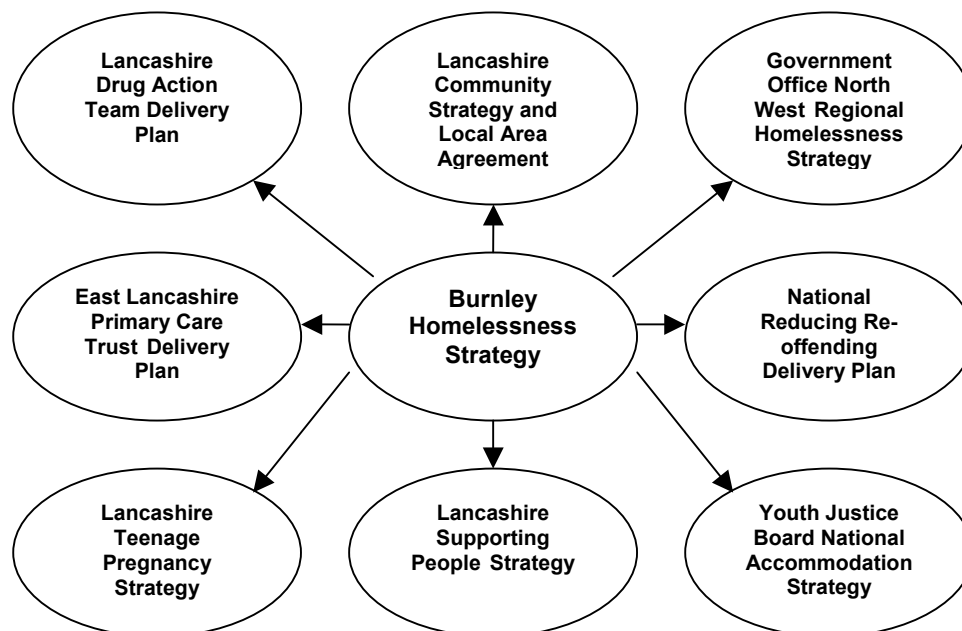 Lancashire
Drug Action
Team Delivery
Plan
Lancashire
Community
Strategy and
Local Area
Agreement
Government
Office North
West Regional
Homelessness
Strategy
East Lancashire
Primary Care
Trust Delivery
Plan
Burnley
Homelessness
Strategy
National
Reducing Re-
offending
Delivery Plan
Lancashire
Teenage
Pregnancy
Strategy
Lancashire
Supporting
People Strategy
Youth Justice
Board National
Accommodation
Strategy